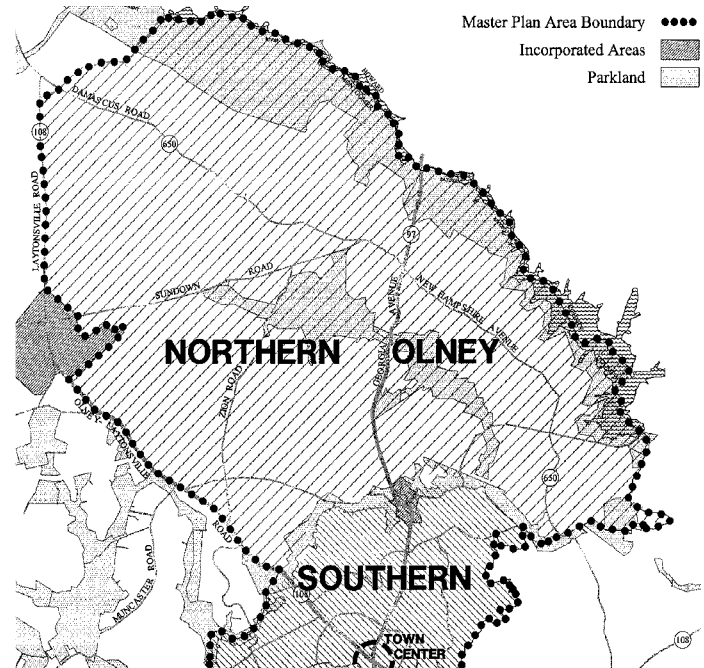 Master Plan Area Boundary
Incorporated Areas
Parkland
DAMASCUS ROAD
108
650
LAYTONSVILLE ROAD
97
SUNDOWN ROAD
NEW HAMPSHIRE AVENUE
GEORGIA AVENUE
NORTHERN OLNEY
ZION ROAD
OLNEY LAYTONSVILLE ROAD
650
MUNCASTER ROAD
SOUTHERN
108
TOWN
CENTER
108